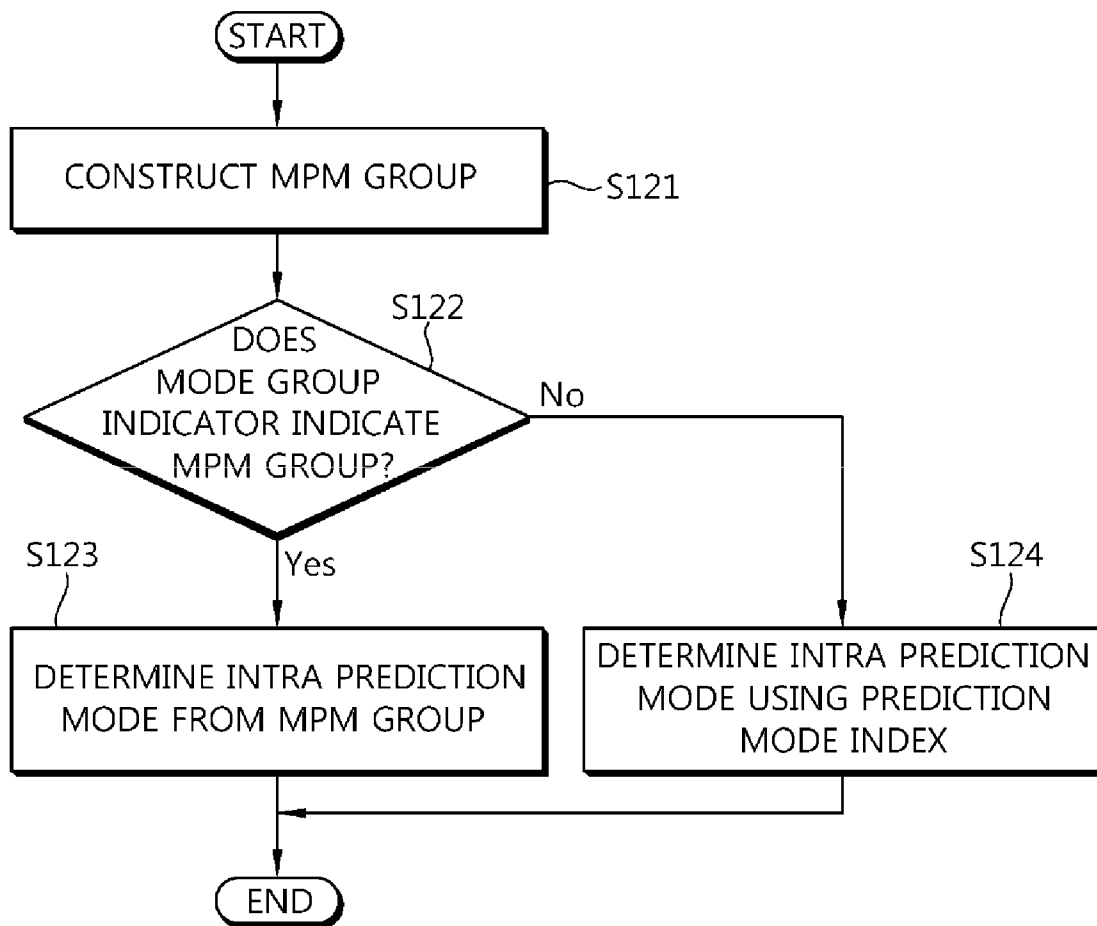 START
CONSTRUCT MPM GROUP
S121
S122
DOES
MODE GROUP
INDICATOR INDICATE
MPM GROUP?
No
Yes
S123
DETERMINE INTRA PREDICTION
MODE FROM MPM GROUP
S124
DETERMINE INTRA PREDICTION
MODE USING PREDICTION
MODE INDEX
END